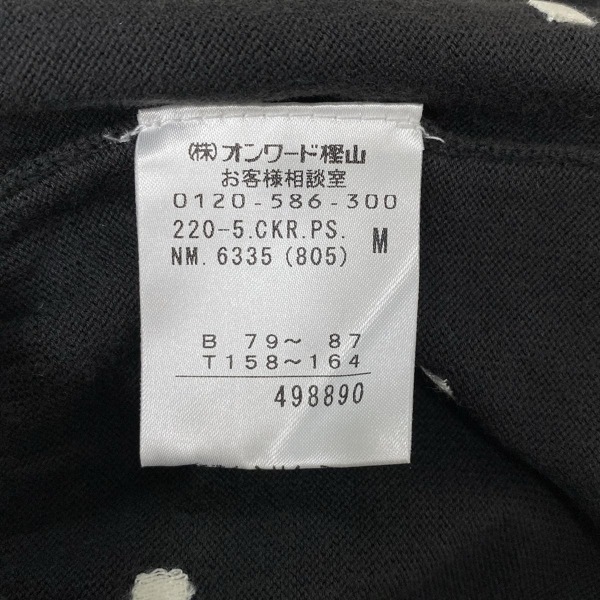 (株)オンワード樫山
お客様相談室
0120-586-300
220-5.CKR.PS. M
NM. 6335 (805)
B 79～ 87
T158～164
498890